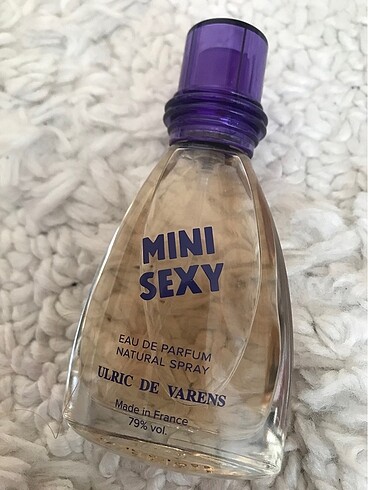 MINI
SEXY
EAU DE PARFUM
NATURAL SPRAY
ULRIC DE VARENS
Made in France
79% vol.